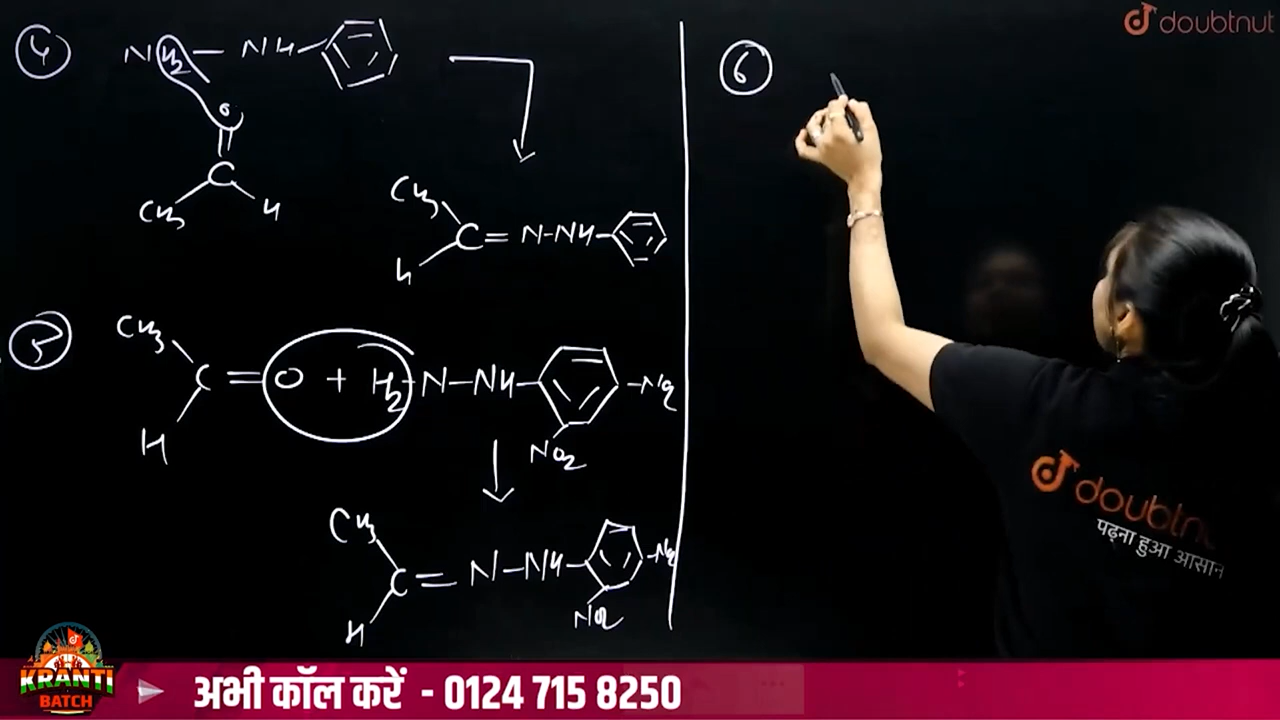 doubtnut
4
NH2 — NH
O
C
CH3 H
CH3
C = N-NH
H
5
CH3
C = O + H2 N-NH -NO2
H
NO2
CH3
C = N-NH -NO2
H
NO2
6
doubtnut
पढ़ना हुआ आसान
KRANTI
BATCH
अभी कॉल करें - 0124 715 8250